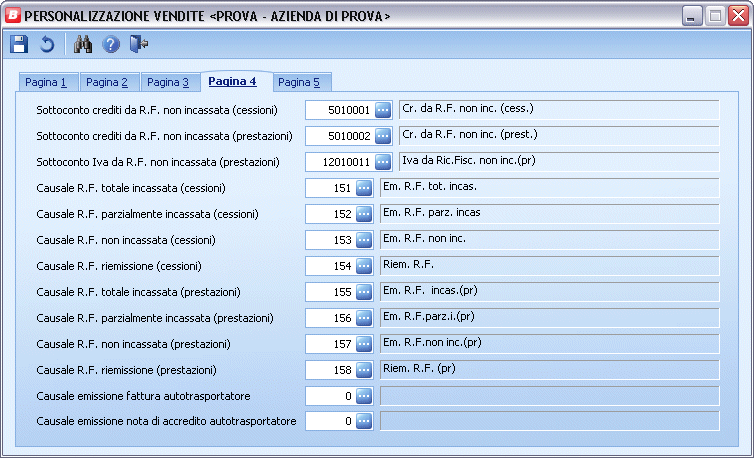 B PERSONALIZZAZIONE VENDITE <PROVA - AZIENDA DI PROVA>
Pagina 1 Pagina 2 Pagina 3 Pagina 4 Pagina 5
Sottoconto crediti da R.F. non incassata (cessioni) 5010001 ... Cr. da R.F. non inc. (cess.)
Sottoconto crediti da R.F. non incassata (prestazioni) 5010002 ... Cr. da R.F. non inc. (prest.)
Sottoconto Iva da R.F. non incassata (prestazioni) 12010011 ... Iva da Ric.Fisc. non inc.(pr)
Causale R.F. totale incassata (cessioni) 151 ... Em. R.F. tot. incas.
Causale R.F. parzialmente incassata (cessioni) 152 ... Em. R.F. parz. incas
Causale R.F. non incassata (cessioni) 153 ... Em. R.F. non inc.
Causale R.F. riemissione (cessioni) 154 ... Riem. R.F.
Causale R.F. totale incassata (prestazioni) 155 ... Em. R.F.  incas.(pr)
Causale R.F. parzialmente incassata (prestazioni) 156 ... Em. R.F.parz.i.(pr)
Causale R.F. non incassata (prestazioni) 157 ... Em. R.F.non inc.(pr)
Causale R.F. riemissione (prestazioni) 158 ... Riem. R.F. (pr)
Causale emissione fattura autotrasportatore 0 ...
Causale emissione nota di accredito autotrasportatore 0 ...